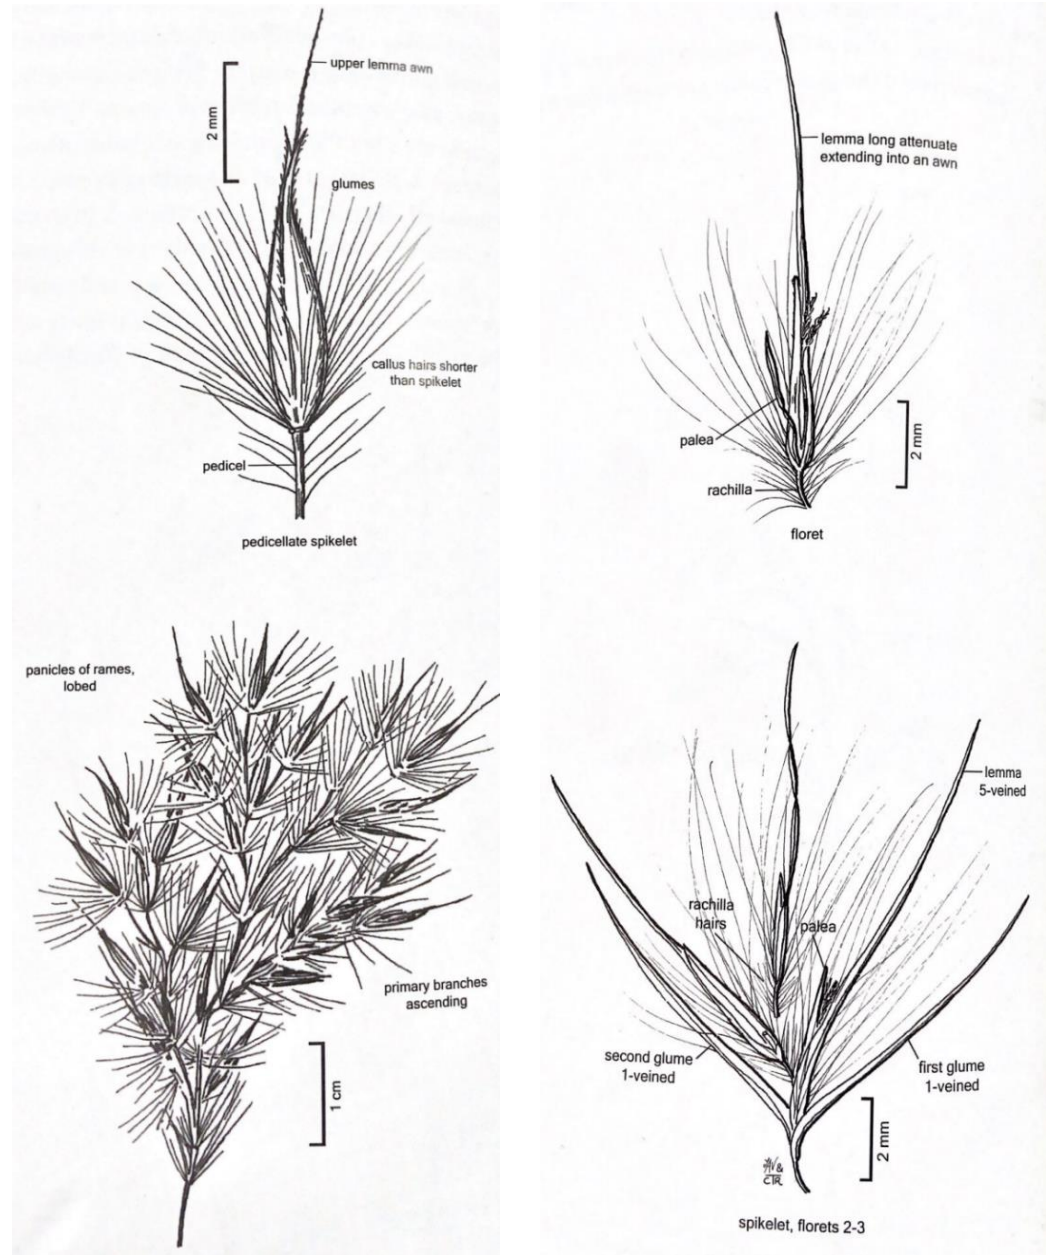 upper lemma awn
2 mm
glumes
callus hairs shorter
than spikelet
pedicel
pedicellate spikelet
lemma long attenuate
extending into an awn
palea
2 mm
rachilla
floret
panicles of rames,
lobed
primary branches
ascending
1 cm
lemma
5-veined
rachilla
hairs
palea
second glume
1-veined
first glume
1-veined
2 mm
AV &
CTR
spikelet, florets 2-3